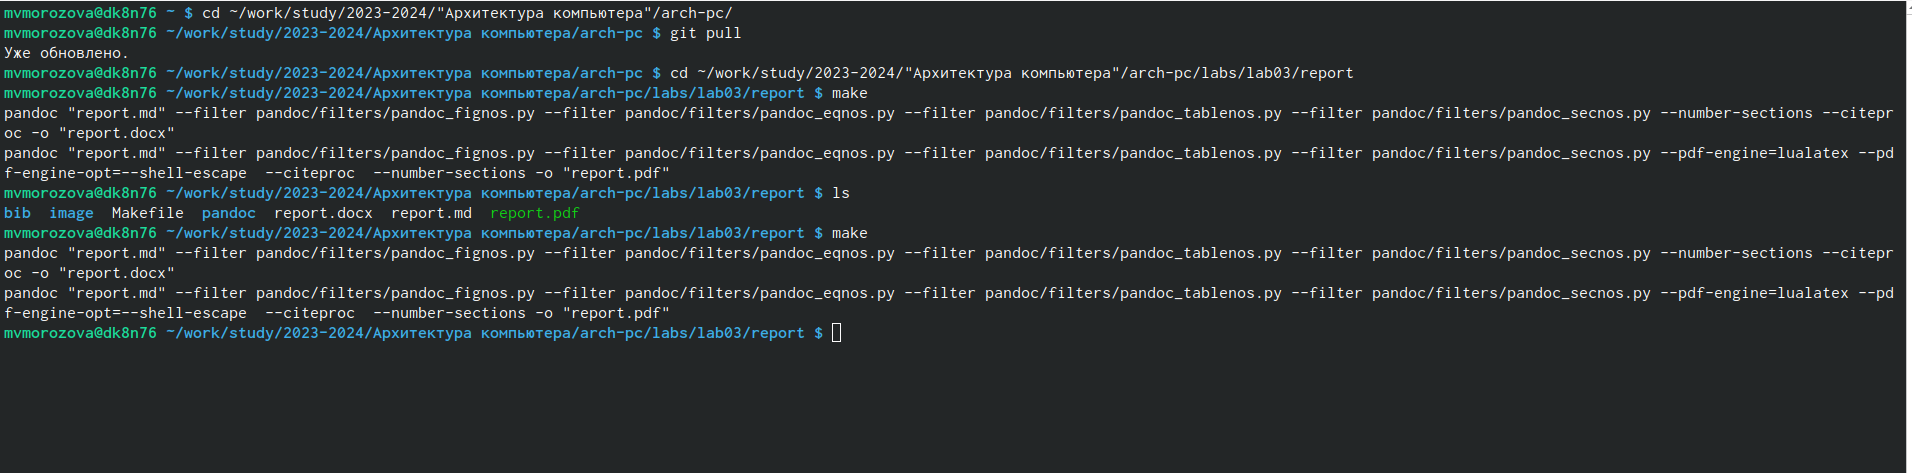 mvmorozova@dk8n76 ~ $ cd ~/work/study/2023-2024/"Архитектура компьютера"/arch-pc/
mvmorozova@dk8n76 ~/work/study/2023-2024/Архитектура компьютера/arch-pc $ git pull
Уже обновлено.
mvmorozova@dk8n76 ~/work/study/2023-2024/Архитектура компьютера/arch-pc $ cd ~/work/study/2023-2024/"Архитектура компьютера"/arch-pc/labs/lab03/report
mvmorozova@dk8n76 ~/work/study/2023-2024/Архитектура компьютера/arch-pc/labs/lab03/report $ make
pandoc "report.md" --filter pandoc/filters/pandoc_fignos.py --filter pandoc/filters/pandoc_eqnos.py --filter pandoc/filters/pandoc_tablenos.py --filter pandoc/filters/pandoc_secnos.py --number-sections --citepr
oc -o "report.docx"
pandoc "report.md" --filter pandoc/filters/pandoc_fignos.py --filter pandoc/filters/pandoc_eqnos.py --filter pandoc/filters/pandoc_tablenos.py --filter pandoc/filters/pandoc_secnos.py --pdf-engine=lualatex --pd
f-engine-opt=--shell-escape  --citeproc  --number-sections -o "report.pdf"
mvmorozova@dk8n76 ~/work/study/2023-2024/Архитектура компьютера/arch-pc/labs/lab03/report $ ls
bib  image  Makefile  pandoc  report.docx  report.md  report.pdf
mvmorozova@dk8n76 ~/work/study/2023-2024/Архитектура компьютера/arch-pc/labs/lab03/report $ make
pandoc "report.md" --filter pandoc/filters/pandoc_fignos.py --filter pandoc/filters/pandoc_eqnos.py --filter pandoc/filters/pandoc_tablenos.py --filter pandoc/filters/pandoc_secnos.py --number-sections --citepr
oc -o "report.docx"
pandoc "report.md" --filter pandoc/filters/pandoc_fignos.py --filter pandoc/filters/pandoc_eqnos.py --filter pandoc/filters/pandoc_tablenos.py --filter pandoc/filters/pandoc_secnos.py --pdf-engine=lualatex --pd
f-engine-opt=--shell-escape  --citeproc  --number-sections -o "report.pdf"
mvmorozova@dk8n76 ~/work/study/2023-2024/Архитектура компьютера/arch-pc/labs/lab03/report $